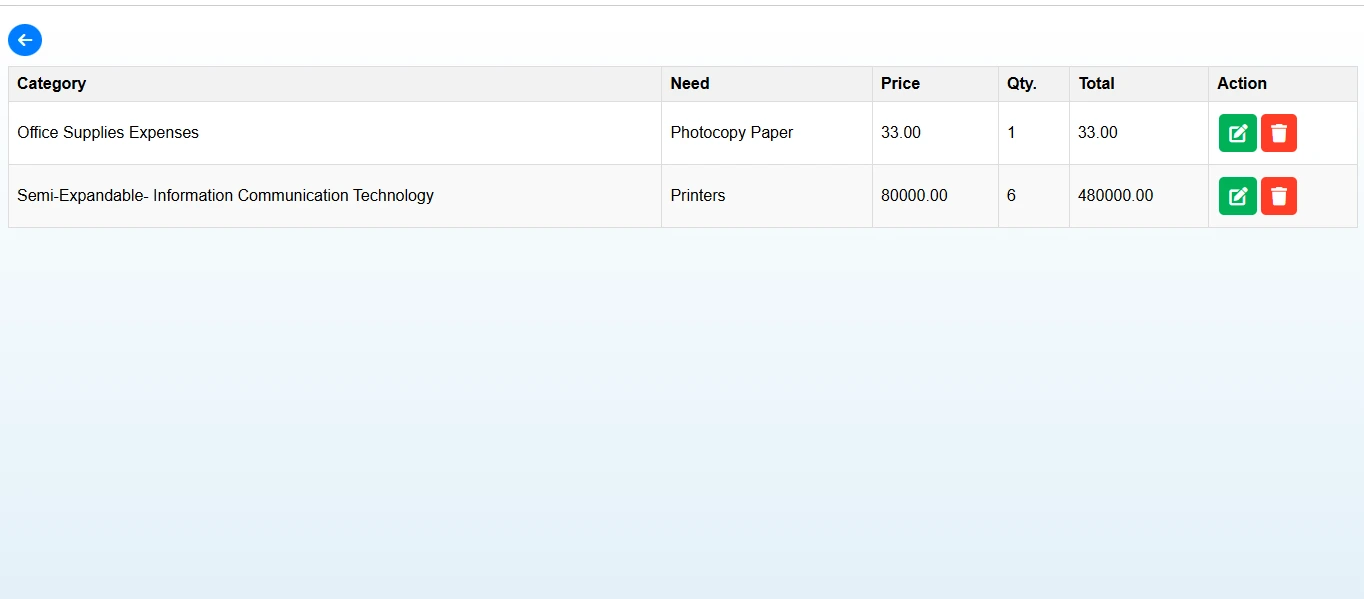 Category Need Price Qty. Total Action
Office Supplies Expenses Photocopy Paper 33.00 1 33.00
Semi-Expandable- Information Communication Technology Printers 80000.00 6 480000.00